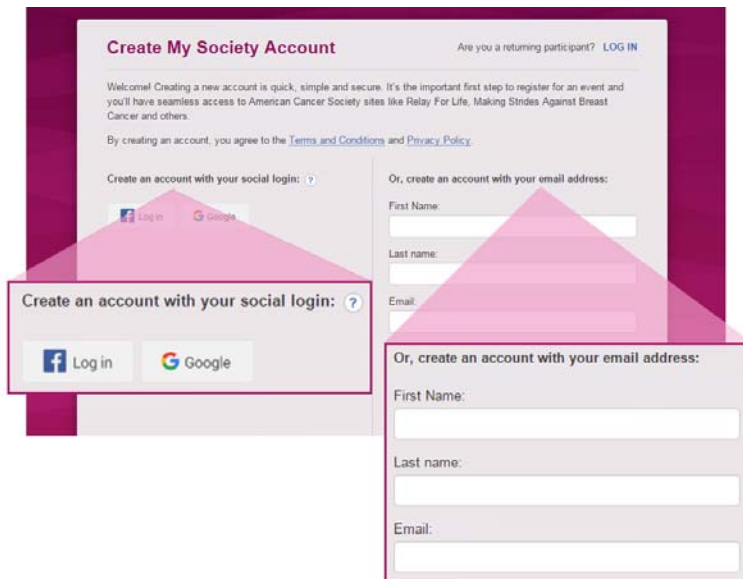 Create My Society Account
Are you a returning participant? LOG IN
Welcome! Creating a new account is quick, simple and secure. It's the important first step to register for an event and
you'll have seamless access to American Cancer Society sites like Relay For Life, Making Strides Against Breast
Cancer and others.
By creating an account, you agree to the Terms and Conditions and Privacy Policy.
Create an account with your social login: ?
Log in
Google
Or, create an account with your email address:
First Name:
Last name:
Email:
Create an account with your social login: ?
Log in
Google
Or, create an account with your email address:
First Name:
Last name:
Email: